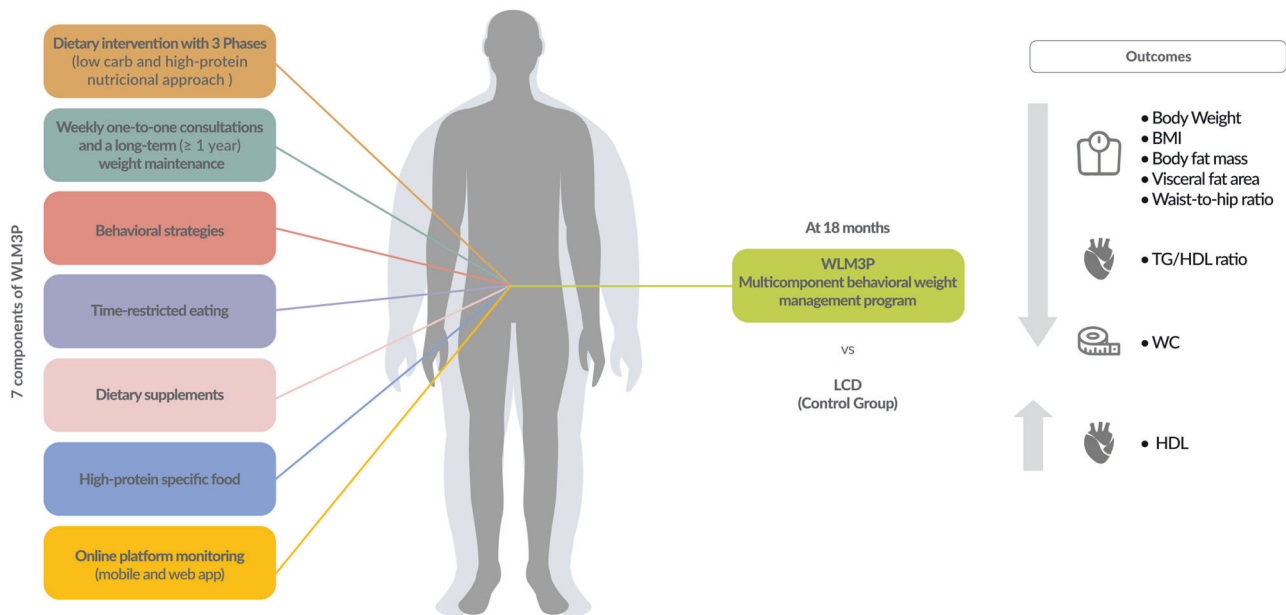 7 components of WLM3P
Dietary intervention with 3 Phases
(low carb and high-protein
nutricional approach )
Weekly one-to-one consultations
and a long-term (≥ 1 year)
weight maintenance
Behavioral strategies
Time-restricted eating
Dietary supplements
High-protein specific food
Online platform monitoring
(mobile and web app)
At 18 months
WLM3P
Multicomponent behavioral weight
management program
vs
LCD
(Control Group)
Outcomes
• Body Weight
• BMI
• Body fat mass
• Visceral fat area
• Waist-to-hip ratio
• TG/HDL ratio
• WC
• HDL